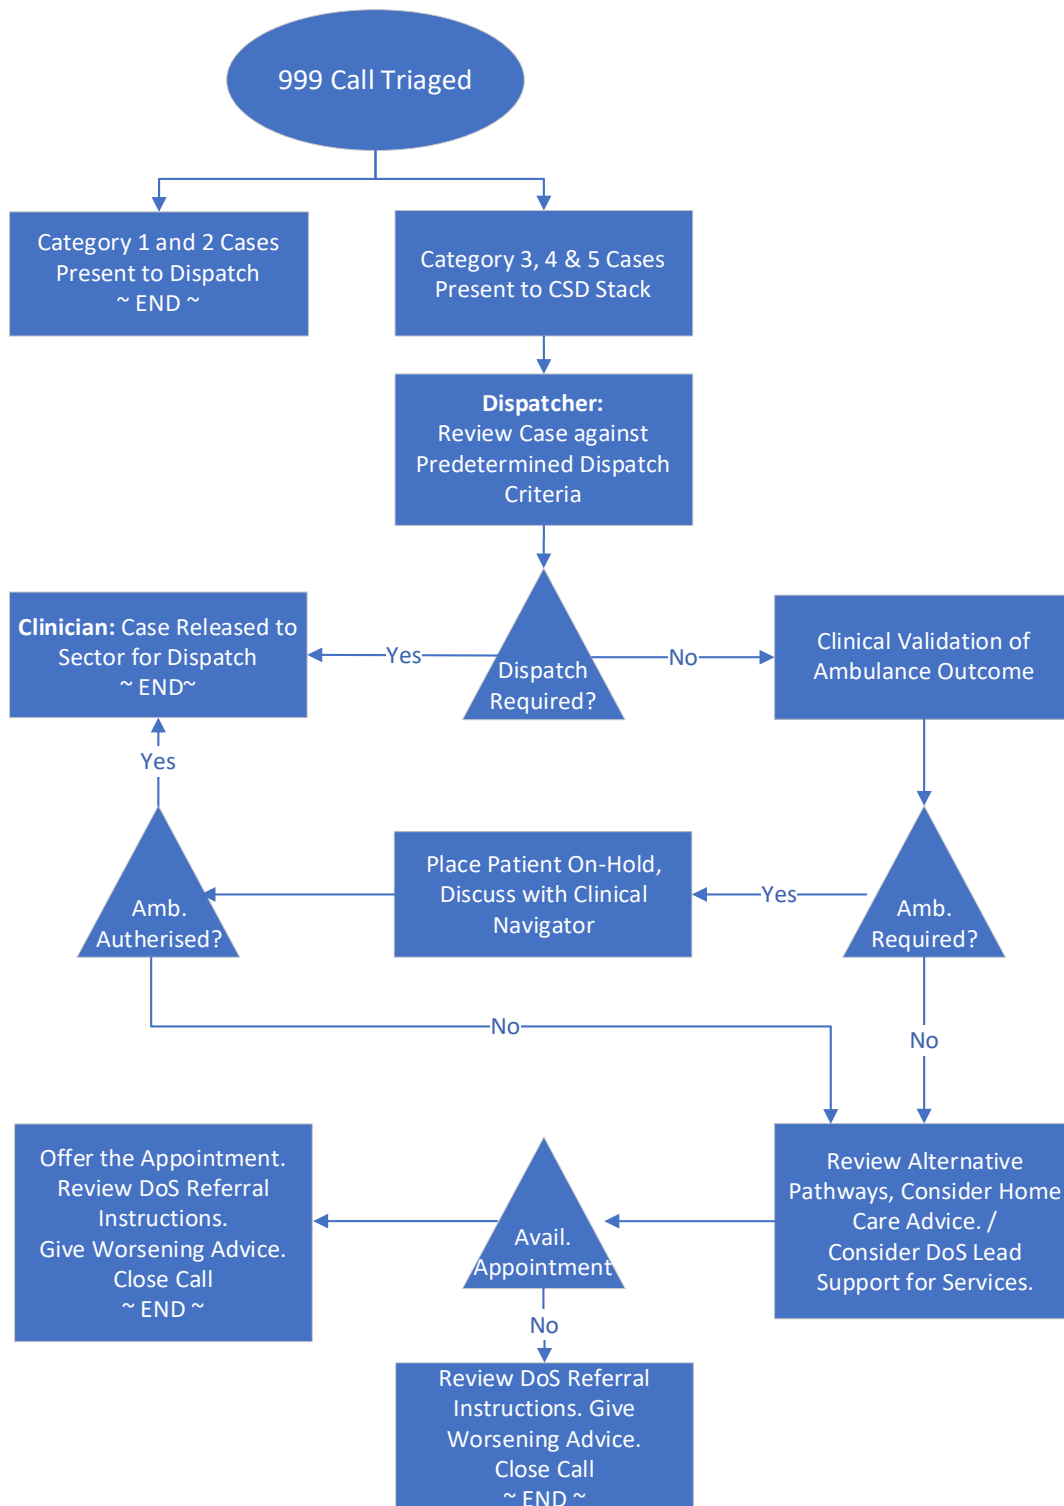 999 Call Triaged
Category 1 and 2 Cases
Present to Dispatch
~ END ~
Category 3, 4 & 5 Cases
Present to CSD Stack
Dispatcher:
Review Case against
Predetermined Dispatch
Criteria
Dispatch
Required?
Yes
No
Clinician: Case Released to
Sector for Dispatch
~ END~
Clinical Validation of
Ambulance Outcome
Amb.
Required?
Yes
No
Place Patient On-Hold,
Discuss with Clinical
Navigator
Amb.
Autherised?
Yes
No
Review Alternative
Pathways, Consider Home
Care Advice. /
Consider DoS Lead
Support for Services.
Avail.
Appointment
Offer the Appointment.
Review DoS Referral
Instructions.
Give Worsening Advice.
Close Call
~ END ~
No
Review DoS Referral
Instructions. Give
Worsening Advice.
Close Call
~ END ~